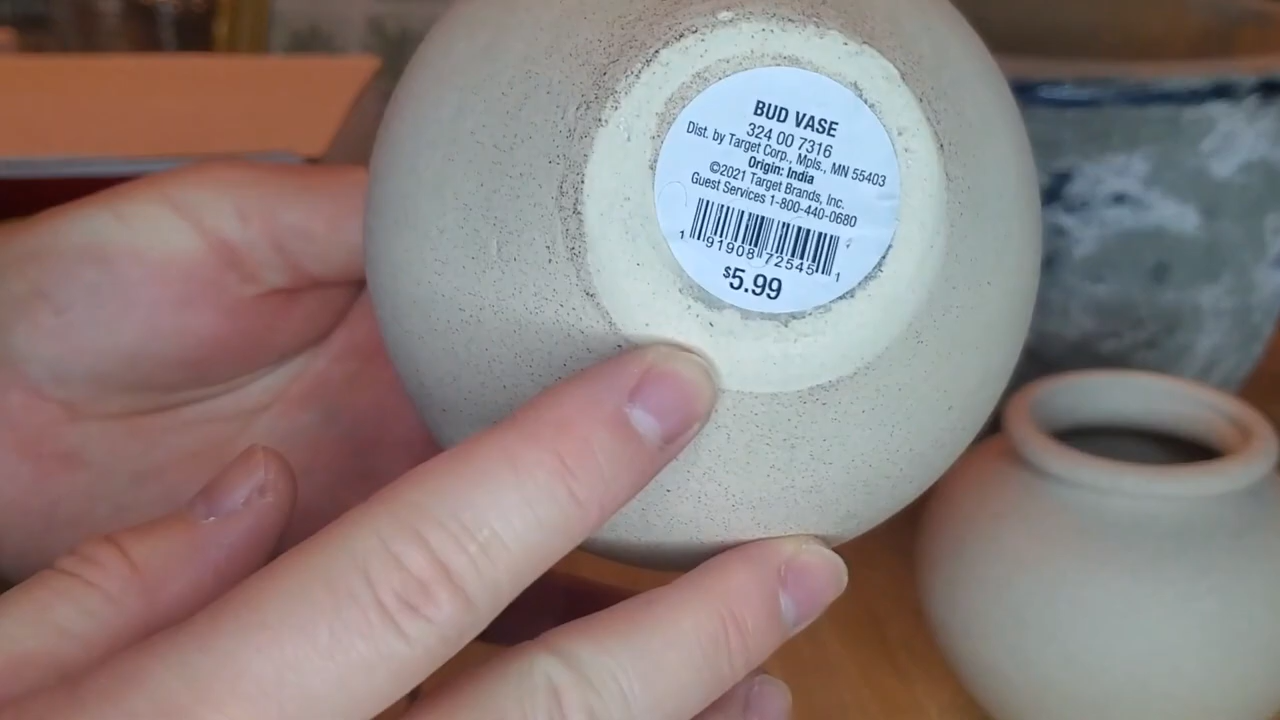 BUD VASE
324 00 7316
Dist. by Target Corp., Mpls., MN 55403
Origin: India
©2021 Target Brands, Inc.
Guest Services 1-800-440-0680
1 91908 72545 1
$5.99